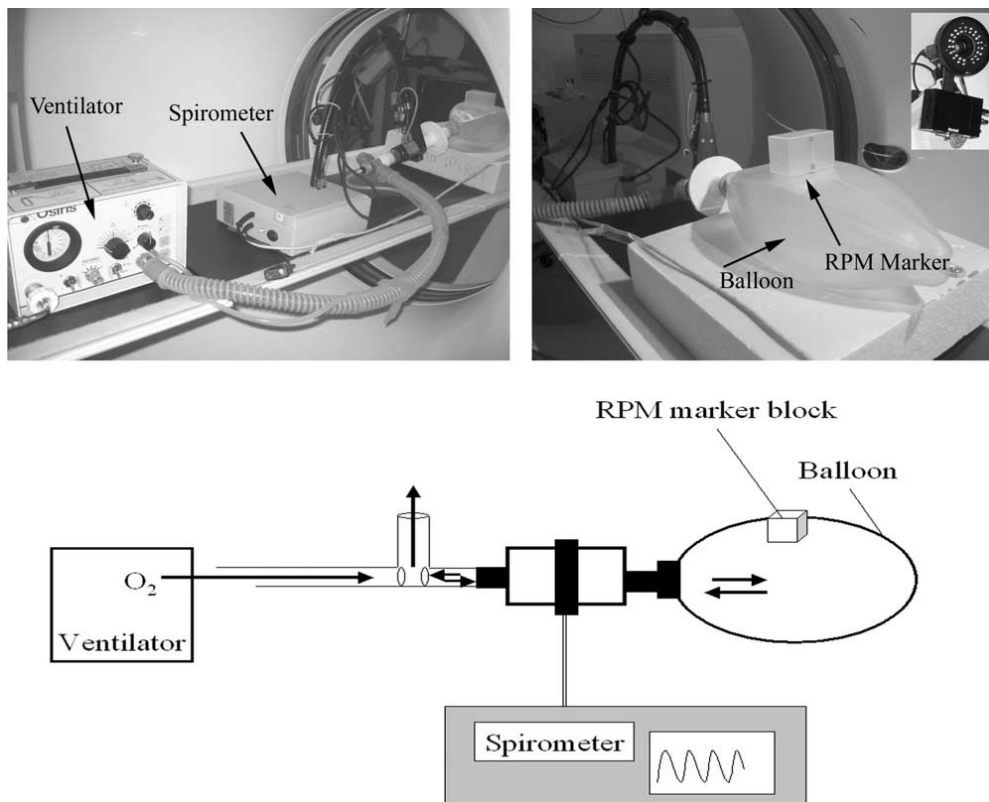 Ventilator
Spirometer
Osiris
Balloon
RPM Marker
RPM marker block
Balloon
O₂
Ventilator
Spirometer